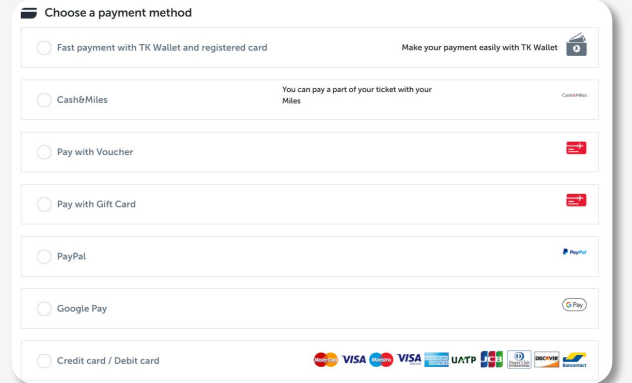 Choose a payment method
Fast payment with TK Wallet and registered card Make your payment easily with TK Wallet
Cash&Miles You can pay a part of your ticket with your Cash&Miles
Miles
Pay with Voucher
Pay with Gift Card
PayPal PayPal
Google Pay G Pay
Credit card / Debit card MasterCard VISA Maestro VISA UATP JCB Diners Club DISCOVER Bancontact